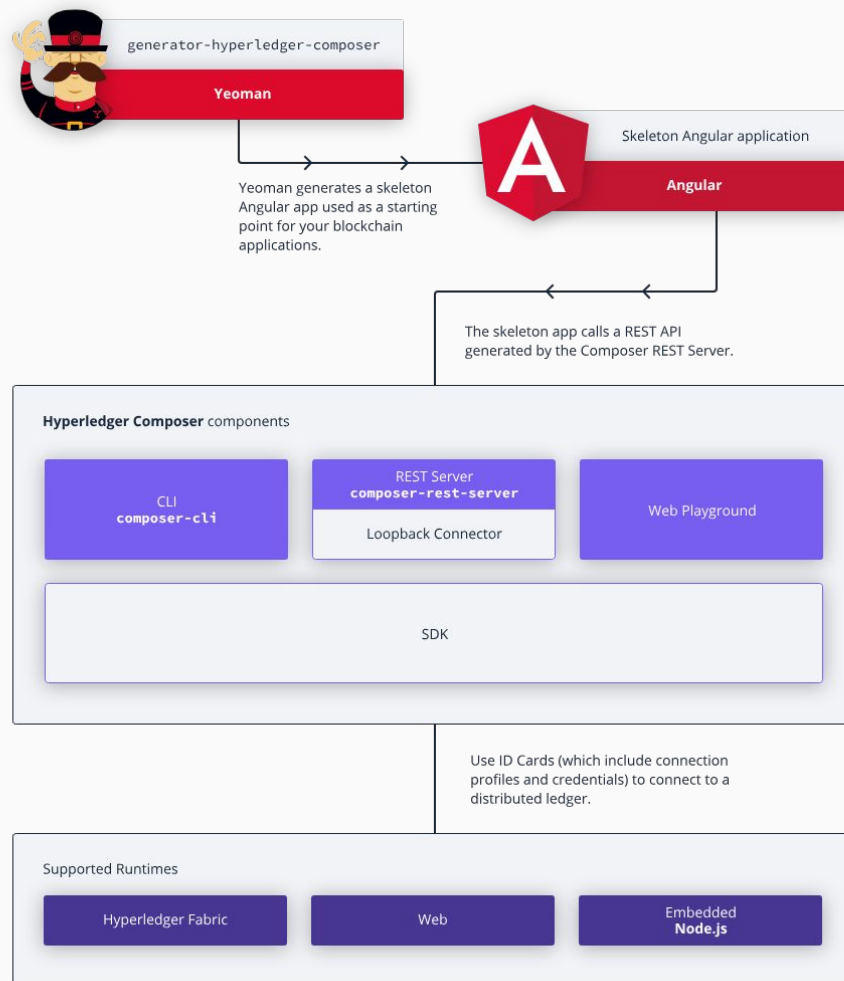 generator-hyperledger-composer
Yeoman
Skeleton Angular application
A
Angular
Yeoman generates a skeleton
Angular app used as a starting
point for your blockchain
applications.
The skeleton app calls a REST API
generated by the Composer REST Server.
Hyperledger Composer components
CLI
composer-cli
REST Server
composer-rest-server
Loopback Connector
Web Playground
SDK
Use ID Cards (which include connection
profiles and credentials) to connect to a
distributed ledger.
Supported Runtimes
Hyperledger Fabric
Web
Embedded
Node.js